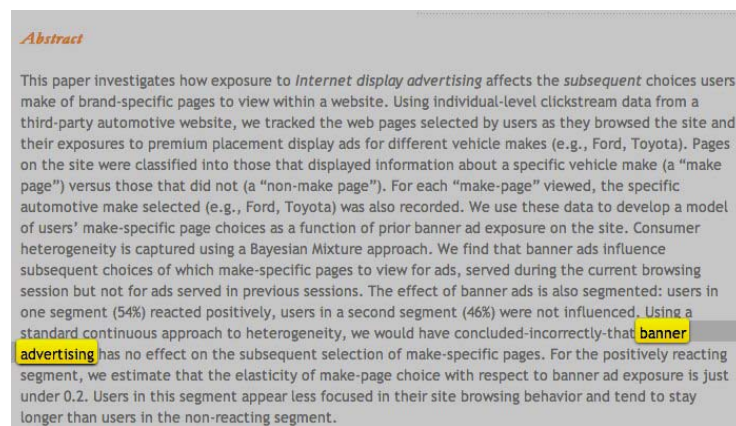 Abstract
This paper investigates how exposure to Internet display advertising affects the subsequent choices users
make of brand-specific pages to view within a website. Using individual-level clickstream data from a
third-party automotive website, we tracked the web pages selected by users as they browsed the site and
their exposures to premium placement display ads for different vehicle makes (e.g., Ford, Toyota). Pages
on the site were classified into those that displayed information about a specific vehicle make (a “make
page”) versus those that did not (a “non-make page”). For each “make-page” viewed, the specific
automotive make selected (e.g., Ford, Toyota) was also recorded. We use these data to develop a model
of users’ make-specific page choices as a function of prior banner ad exposure on the site. Consumer
heterogeneity is captured using a Bayesian Mixture approach. We find that banner ads influence
subsequent choices of which make-specific pages to view for ads, served during the current browsing
session but not for ads served in previous sessions. The effect of banner ads is also segmented: users in
one segment (54%) reacted positively, users in a second segment (46%) were not influenced. Using a
standard continuous approach to heterogeneity, we would have concluded-incorrectly-that banner
advertising has no effect on the subsequent selection of make-specific pages. For the positively reacting
segment, we estimate that the elasticity of make-page choice with respect to banner ad exposure is just
under 0.2. Users in this segment appear less focused in their site browsing behavior and tend to stay
longer than users in the non-reacting segment.